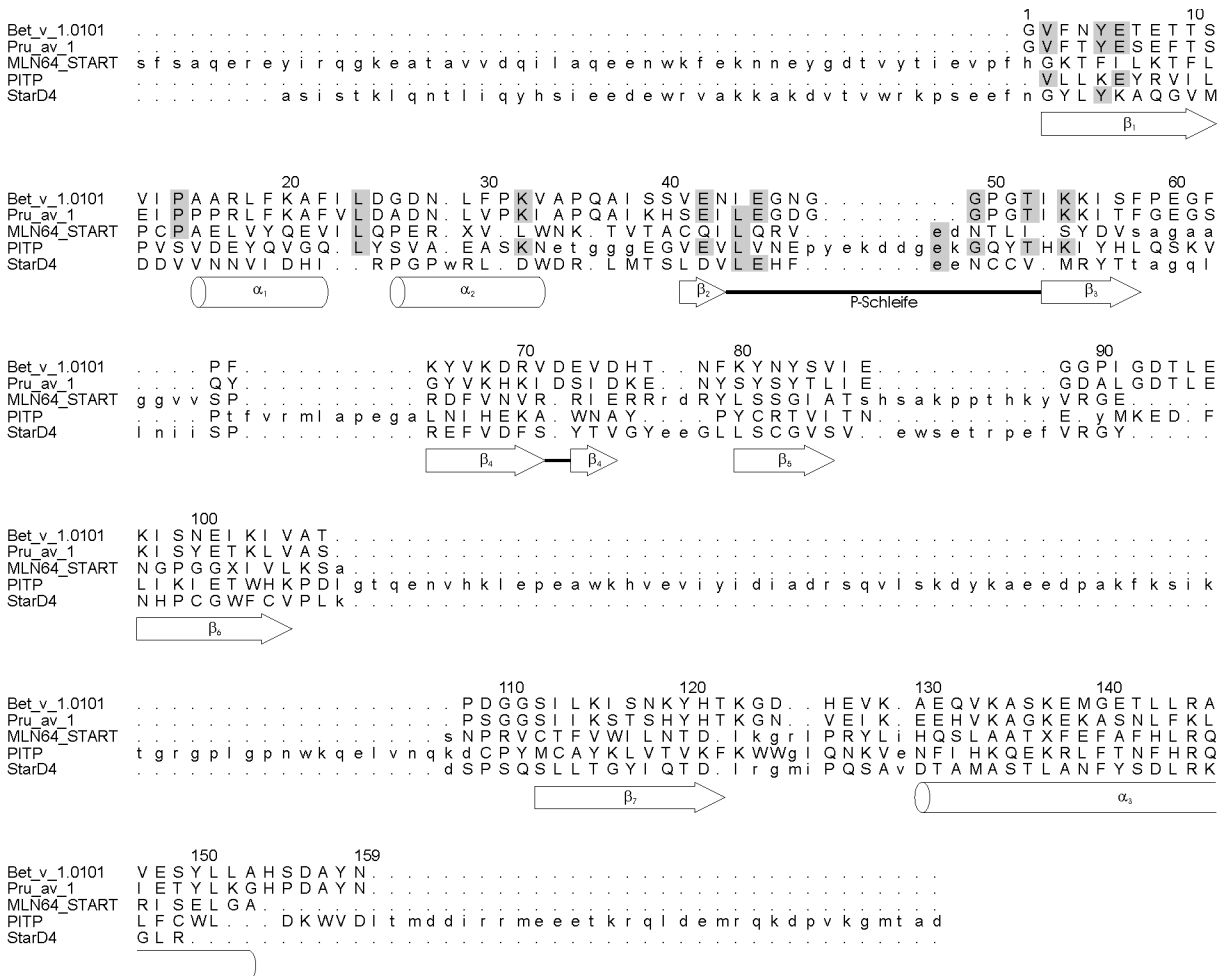 1 10
Bet_v_1.0101 . . . . . . . . . . . . . . . . . . . . . . . . . . . . . . . . . . . . . . . . . . . . . . . . . G V F N Y E T E T T S
Pru_av_1 . . . . . . . . . . . . . . . . . . . . . . . . . . . . . . . . . . . . . . . . . . . . . . . . . G V F T Y E S E F T S
MLN64_START s f s a q e r e y i r q g k e a t a v v d q i l a q e e n w k f e k n n e y g d t v y t i e v p f h G K T F I L K T F L
PITP . . . . . . . . . . . . . . . . . . . . . . . . . . . . . . . . . . . . . . . . . . . . . . . . . . V L L K E Y R V I L
StarD4 . . . . . . . . a s i s t k l q n t l i q y h s i e e d e w r v a k k a k d v t v w r k p s e e f n G Y L Y K A Q G V M
β1
20 30 40 50 60
Bet_v_1.0101 V I P A A R L F K A F I L D G D N . L F P K V A P Q A I S S V E N I E G N G . . . . . . . . G P G T I K K I S F P E G F
Pru_av_1 E I P P P R L F K A F V L D A D N . L V P K I A P Q A I K H S E I L E G D G . . . . . . . . G P G T I K K I T F G E G S
MLN64_START P C P A E L V Y Q E V I L Q P E R . X V . L W N K . T V T A C Q I L Q R V . . . . . . . e d N T L I . S Y D V s a g a a
PITP P V S V D E Y Q V G Q . L Y S V A . E A S K N e t g g g E G V E V L V N E p y e k d d g e k G Q Y T H K I Y H L Q S K V
StarD4 D D V V N N V I D H I . . R P G P w R L . D W D R . L M T S L D V L E H F . . . . . . . e e N C C V . M R Y T t a g q l
α1 α2 β2 P-Schleife β3
70 80 90
Bet_v_1.0101 . . . . P F . . . . . . . . . . K Y V K D R V D E V D H T . . N F K Y N Y S V I E . . . . . . . . . . G G P I G D T L E
Pru_av_1 . . . . Q Y . . . . . . . . . . G Y V K H K I D S I D K E . . N Y S Y S Y T L I E . . . . . . . . . . G D A L G D T L E
MLN64_START g g v v S P . . . . . . . . . . R D F V N V R . R I E R R r d R Y L S S G I A T s h s a k p p t h k y V R G E . . . . .
PITP . . . . P t f v r m l a p e g a L N I H E K A . W N A Y . . . . P Y C R T V I T N . . . . . . . . . . E . y M K E D . F
StarD4 l n i i S P . . . . . . . . . . R E F V D F S . Y T V G Y e e G L L S C G V S V . . e w s e t r p e f V R G Y . . . . .
β4 β4 β5
100
Bet_v_1.0101 K I S N E I K I V A T . . . . . . . . . . . . . . . . . . . . . . . . . . . . . . . . . . . . . . . . . . . . . . . . .
Pru_av_1 K I S Y E T K L V A S . . . . . . . . . . . . . . . . . . . . . . . . . . . . . . . . . . . . . . . . . . . . . . . . .
MLN64_START N G P G G X I V L K S a . . . . . . . . . . . . . . . . . . . . . . . . . . . . . . . . . . . . . . . . . . . . . . . .
PITP L I K I E T W H K P D l g t q e n v h k l e p e a w k h v e v i y i d i a d r s q v l s k d y k a e e d p a k f k s i k
StarD4 N H P C G W F C V P L k . . . . . . . . . . . . . . . . . . . . . . . . . . . . . . . . . . . . . . . . . . . . . . . .
β6
110 120 130 140
Bet_v_1.0101 . . . . . . . . . . . . . . . . . . P D G G S I L K I S N K Y H T K G D . . H E V K . A E Q V K A S K E M G E T L L R A
Pru_av_1 . . . . . . . . . . . . . . . . . . P S G G S I I K S T S H Y H T K G N . . V E I K . E E H V K A G K E K A S N L F K L
MLN64_START . . . . . . . . . . . . . . . . . s N P R V C T F V W I L N T D . l k g r l P R Y L i H Q S L A A T X F E F A F H L R Q
PITP t g r g p l g p n w k q e l v n q k d C P Y M C A Y K L V T V K F K W W g l Q N K V e N F I H K Q E K R L F T N F H R Q
StarD4 . . . . . . . . . . . . . . . . . d S P S Q S L L T G Y I Q T D . l r g m i P Q S A v D T A M A S T L A N F Y S D L R K
β7 α3
150 159
Bet_v_1.0101 V E S Y L L A H S D A Y N . . . . . . . . . . . . . . . . . . . . . . . . . . . . . . . .
Pru_av_1 I E T Y L K G H P D A Y N . . . . . . . . . . . . . . . . . . . . . . . . . . . . . . . .
MLN64_START R I S E L G A . . . . . . . . . . . . . . . . . . . . . . . . . . . . . . . . . . . . . .
PITP L F C W L . . . D K W V D l t m d d i r r m e e e t k r q l d e m r q k d p v k g m t a d
StarD4 G L R . . . . . . . . . . . . . . . . . . . . . . . . . . . . . . . . . . . . . . . . . .